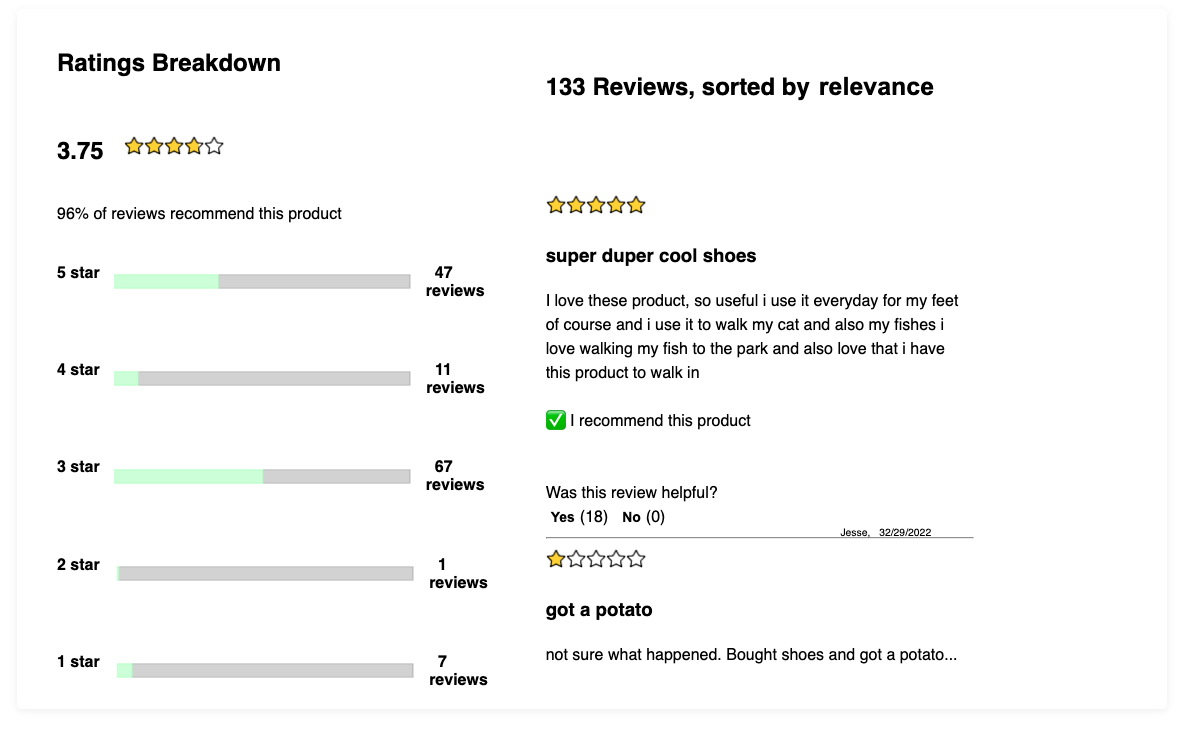 Ratings Breakdown
3.75
96% of reviews recommend this product
5 star
47
reviews
4 star
11
reviews
3 star
67
reviews
2 star
1
reviews
1 star
7
reviews
133 Reviews, sorted by relevance
super duper cool shoes
I love these product, so useful i use it everyday for my feet
of course and i use it to walk my cat and also my fishes i
love walking my fish to the park and also love that i have
this product to walk in
I recommend this product
Was this review helpful?
Yes (18) No (0)
Jesse, 32/29/2022
got a potato
not sure what happened. Bought shoes and got a potato...